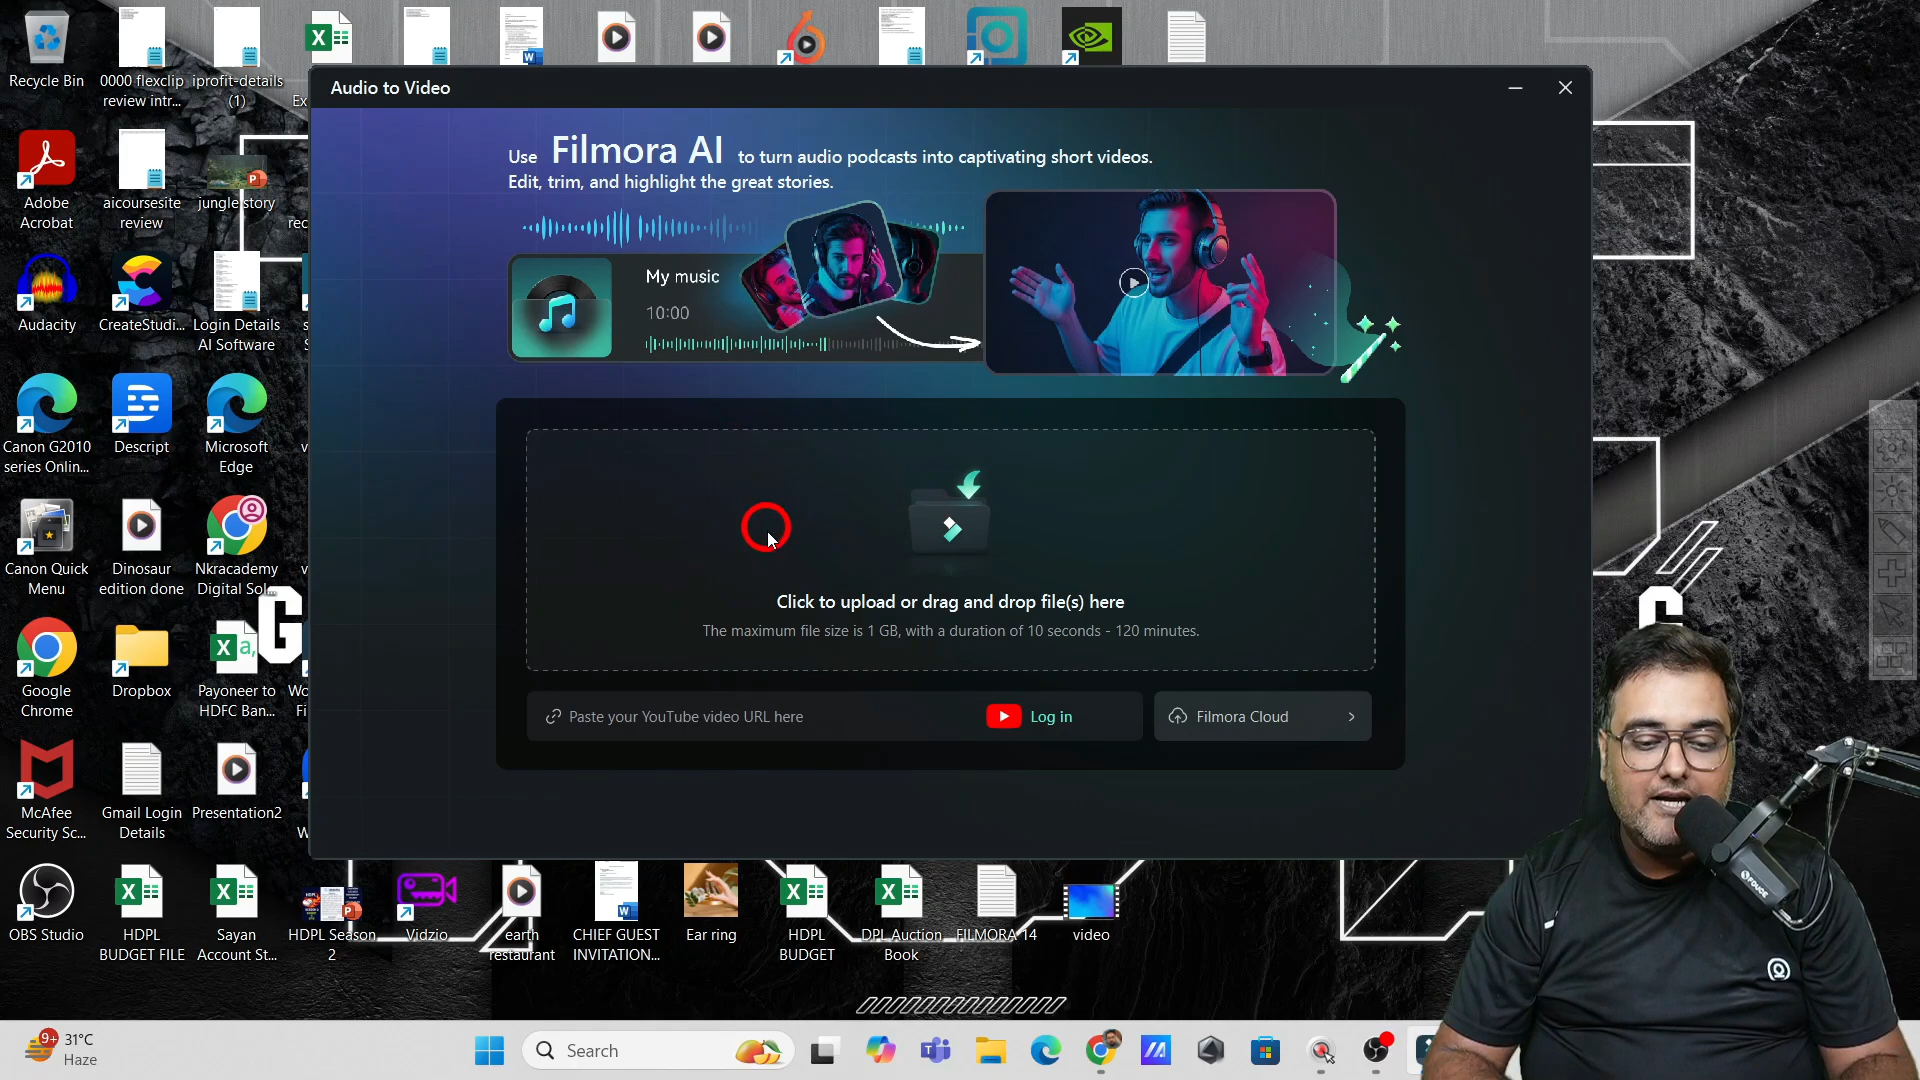 Recycle Bin
0000 flexclip review intr...
iprofit-details (1)
Ex
Audio to Video
Use Filmora AI to turn audio podcasts into captivating short videos.
Edit, trim, and highlight the great stories.
My music
10:00
Click to upload or drag and drop file(s) here
The maximum file size is 1 GB, with a duration of 10 seconds - 120 minutes.
Paste your YouTube video URL here
Log in
Filmora Cloud
Adobe Acrobat
aicoursesite review
jungle story
rec
Audacity
CreateStudi...
Login Details AI Software
Canon G2010 series Onlin...
Descript
Microsoft Edge
Canon Quick Menu
Dinosaur edition done
Nkracademy Digital Sol...
G
Google Chrome
Dropbox
Payoneer to HDFC Ban...
Wo
Fi
McAfee Security Sc...
Gmail Login Details
Presentation2
OBS Studio
HDPL BUDGET FILE
Sayan Account St...
HDPL Season 2
Vidzio
earth restaurant
CHIEF GUEST INVITATION...
Ear ring
HDPL BUDGET
DPL Auction Book
FILMORA 14
video
9+
31°C
Haze
Search